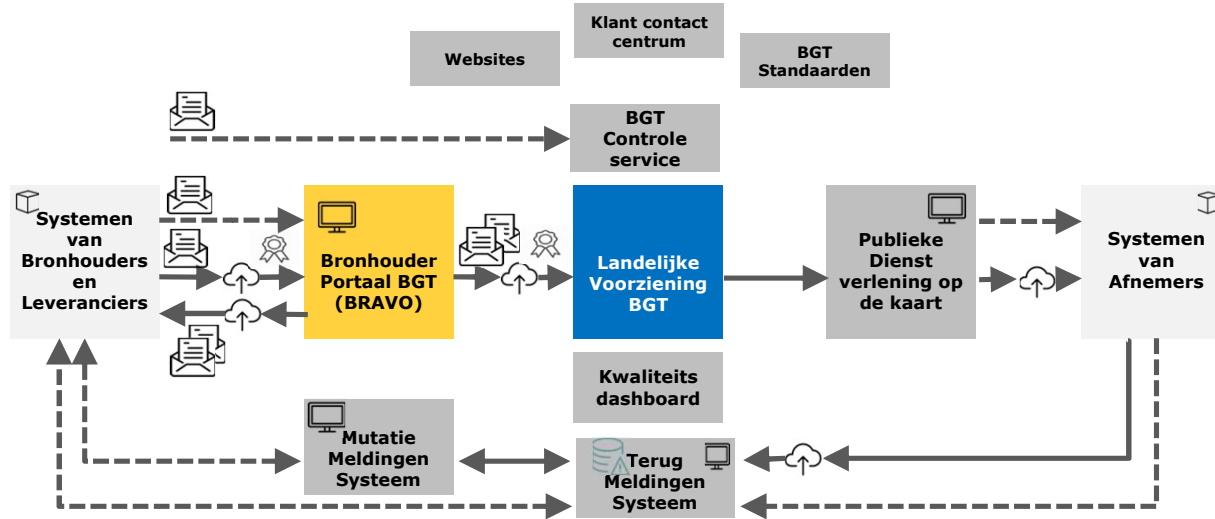 Klant contact
centrum
Websites
BGT
Standaarden
BGT
Controle
service
Systemen
van
Bronhouders
en
Leveranciers
Bronhouder
Portaal BGT
(BRAVO)
Landelijke
Voorziening
BGT
Publieke
Dienst
verlening op
de kaart
Systemen
van
Afnemers
Kwaliteits
dashboard
Mutatie
Meldingen
Systeem
Terug
Meldingen
Systeem